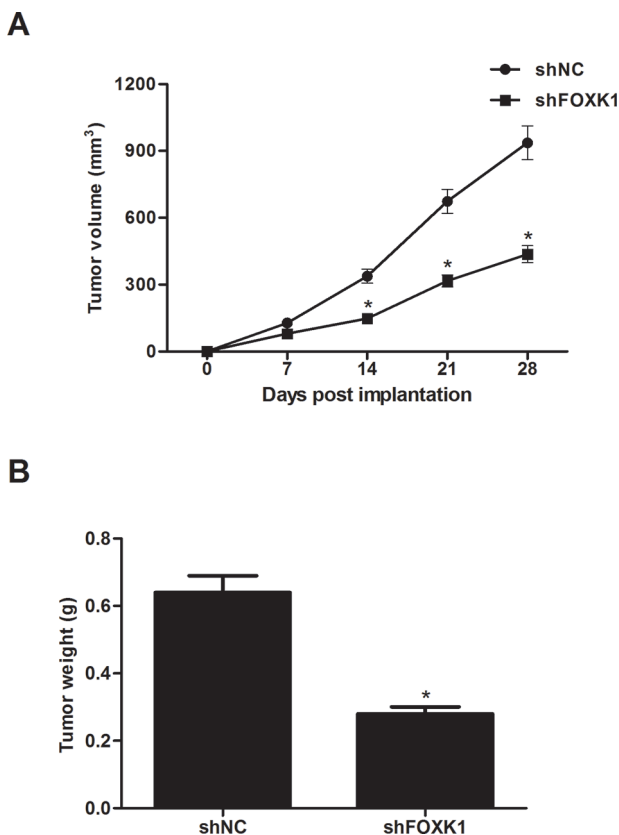 A
shNC
shFOXK1
Tumor volume (mm³)
1200
900
600
300
0
*
*
*
0 7 14 21 28
Days post implantation
B
Tumor weight (g)
0.8
0.6
0.4
0.2
0.0
*
shNC shFOXK1